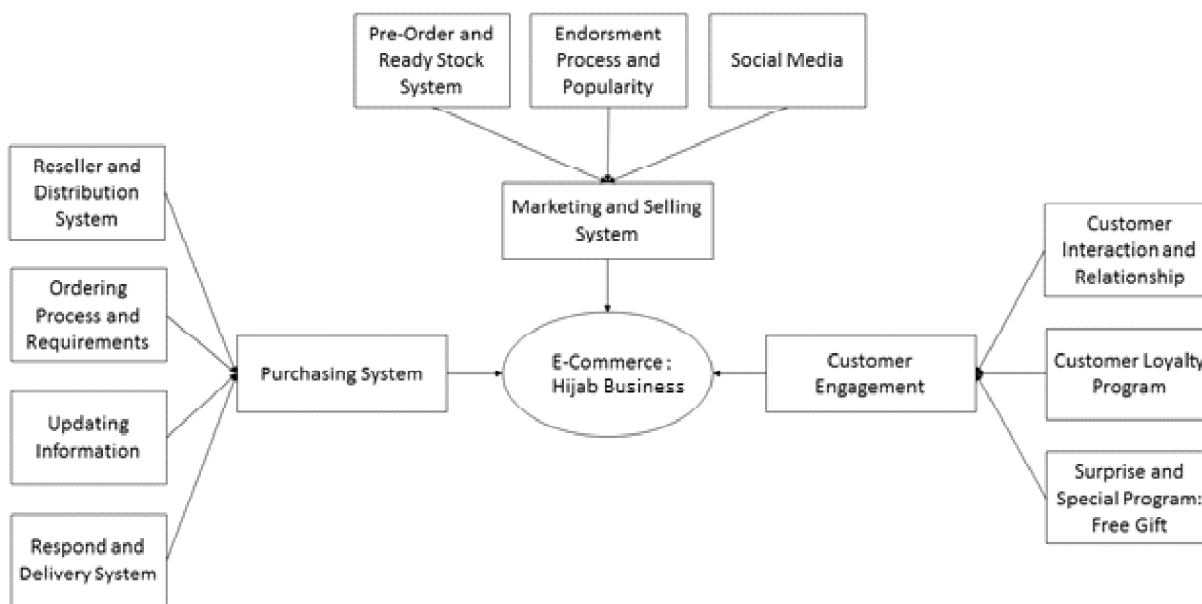 Pre-Order and
Ready Stock
System
Endorsment
Process and
Popularity
Social Media
Reseller and
Distribution
System
Marketing and Selling
System
Customer
Interaction and
Relationship
Ordering
Process and
Requirements
Purchasing System
E-Commerce :
Hijab Business
Customer
Engagement
Customer Loyalty
Program
Updating
Information
Surprise and
Special Program:
Free Gift
Respond and
Delivery System